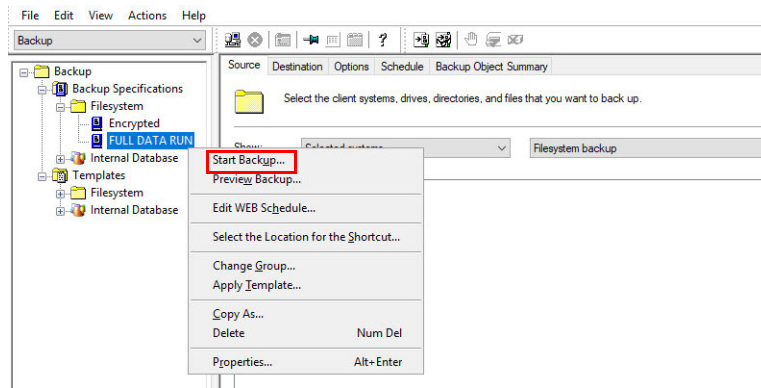 File Edit View Actions Help
Backup
?
Source Destination Options Schedule Backup Object Summary
Select the client systems, drives, directories, and files that you want to back up.
Show: Selected systems
Filesystem backup
Backup
Backup Specifications
Filesystem
Encrypted
FULL DATA RUN
Internal Database
Templates
Filesystem
Internal Database
Start Backup...
Preview Backup...
Edit WEB Schedule...
Select the Location for the Shortcut...
Change Group...
Apply Template...
Copy As...
Delete Num Del
Properties... Alt+Enter